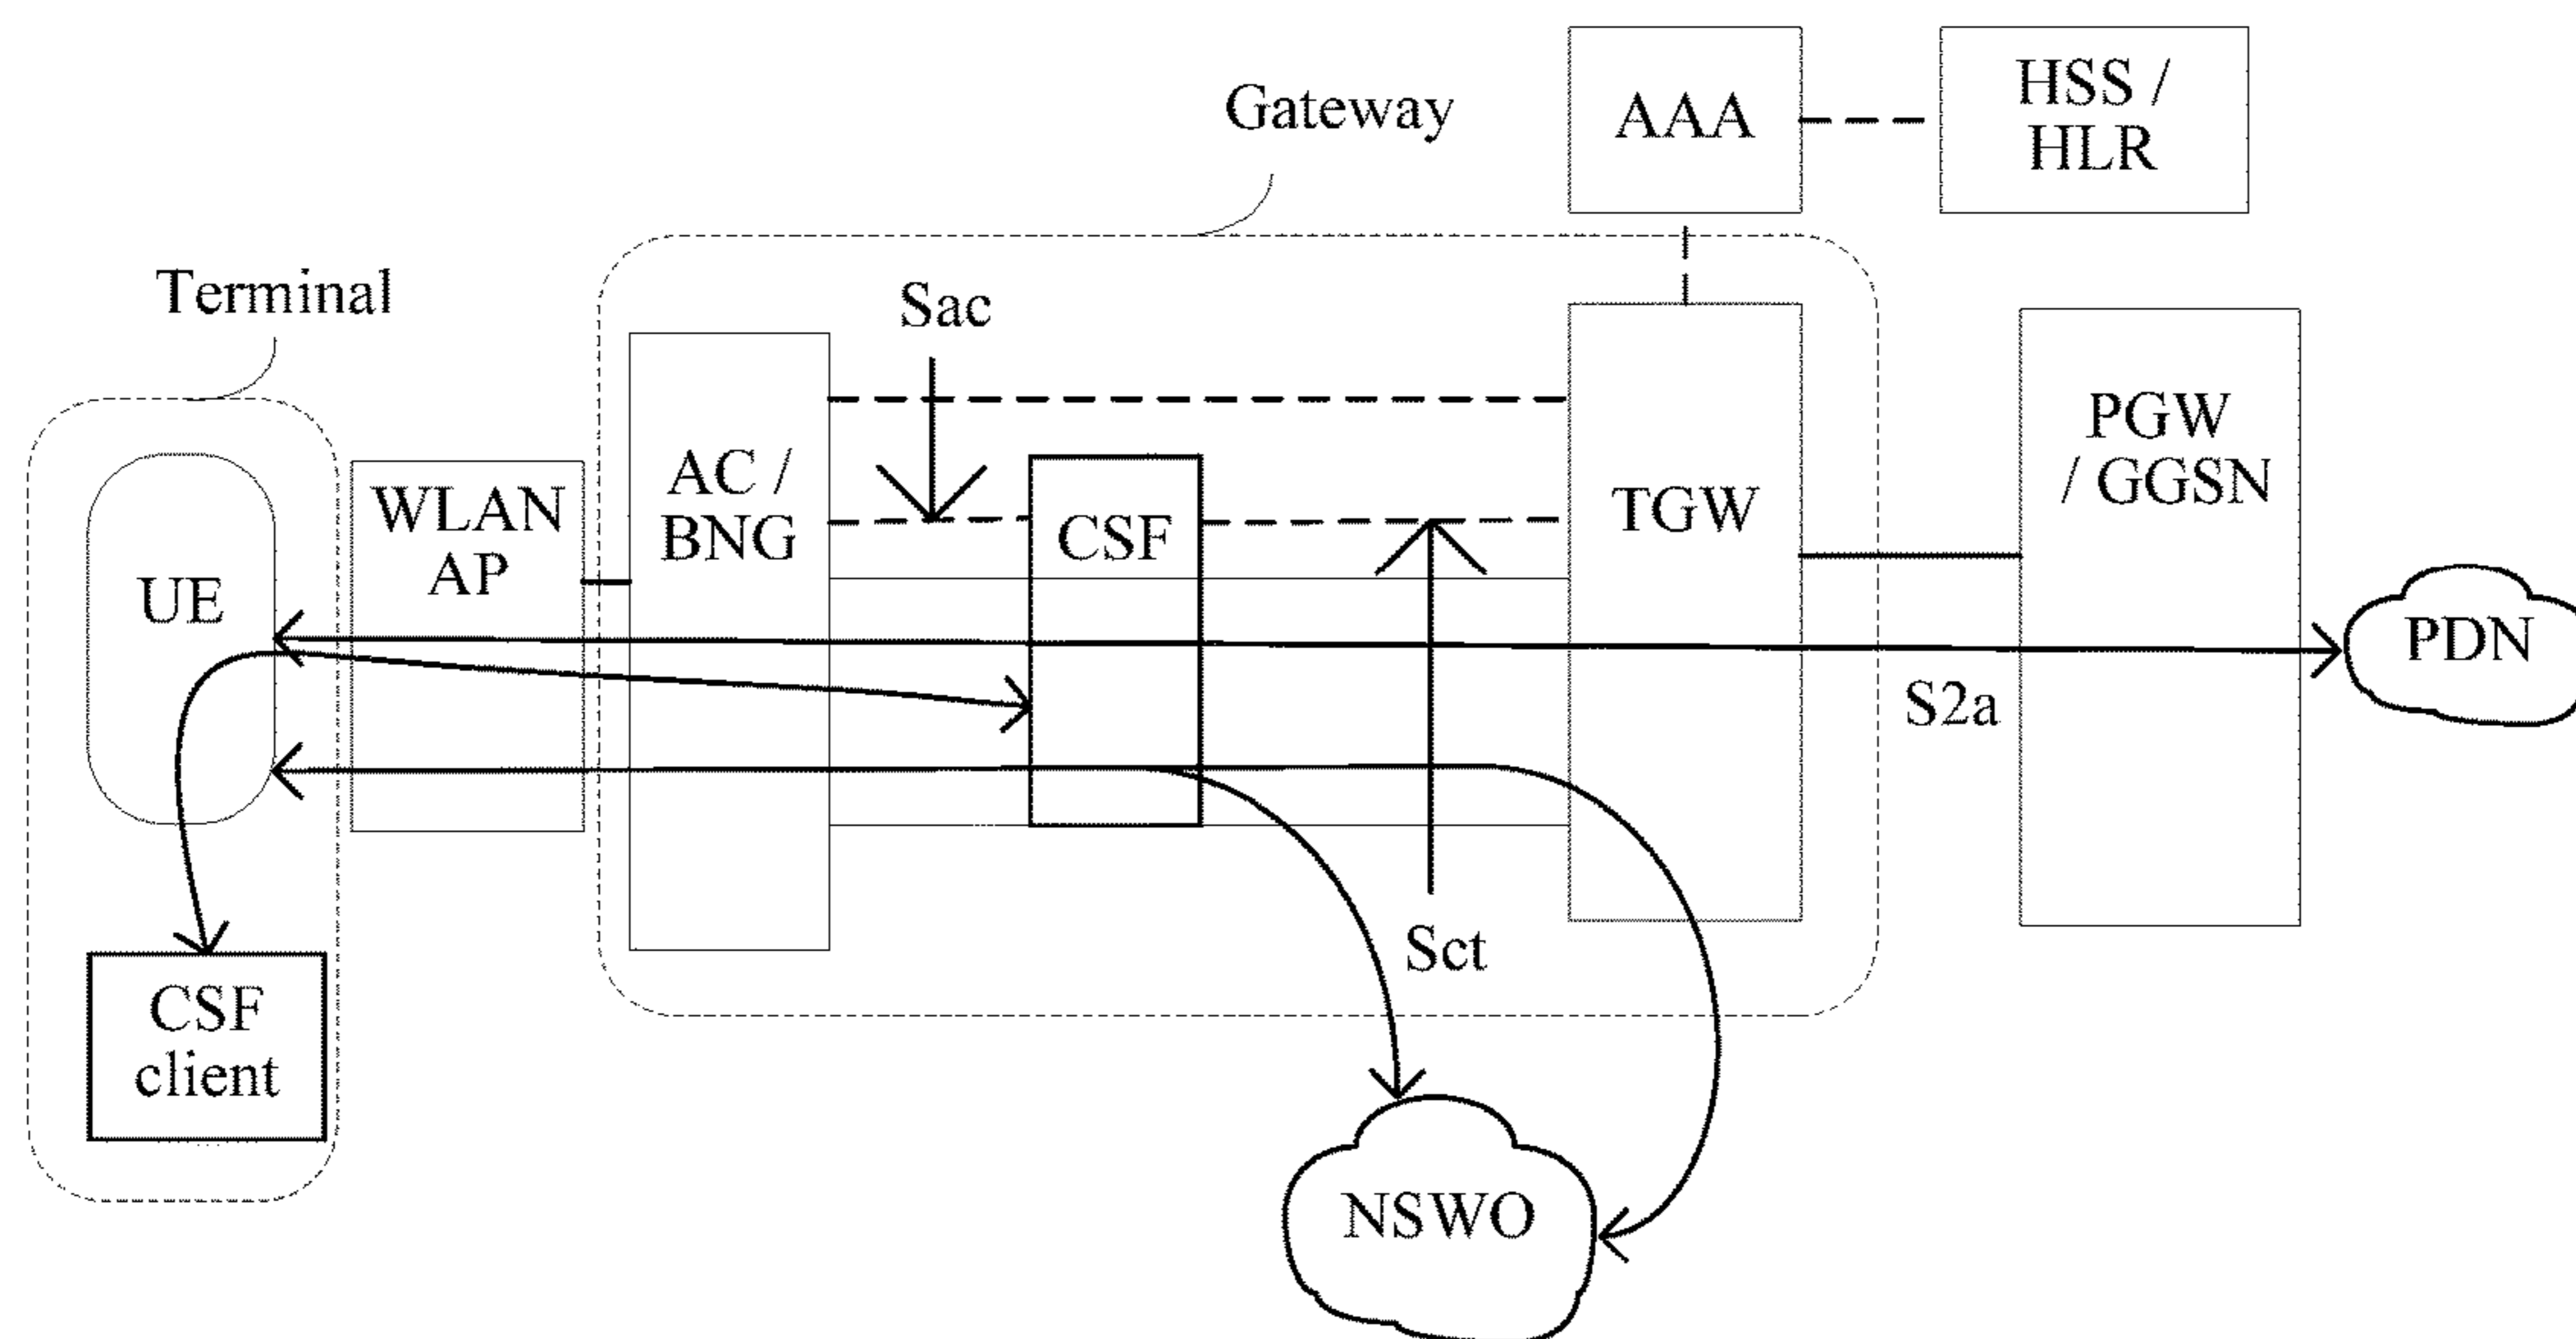 Gateway
AAA
HSS /
HLR
Terminal
Sac
UE
WLAN
AP
AC /
BNG
CSF
TGW
PGW
/ GGSN
PDN
S2a
Sct
CSF
client
NSWO